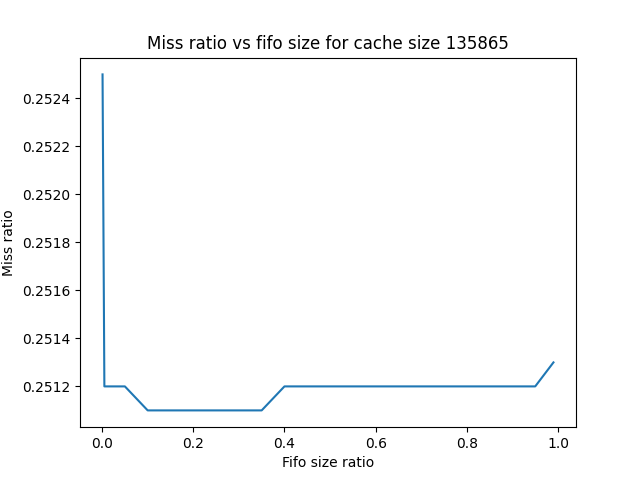 Miss ratio vs fifo size for cache size 135865
0.2524
0.2522
0.2520
0.2518
0.2516
0.2514
0.2512
Miss ratio
0.0 0.2 0.4 0.6 0.8 1.0
Fifo size ratio